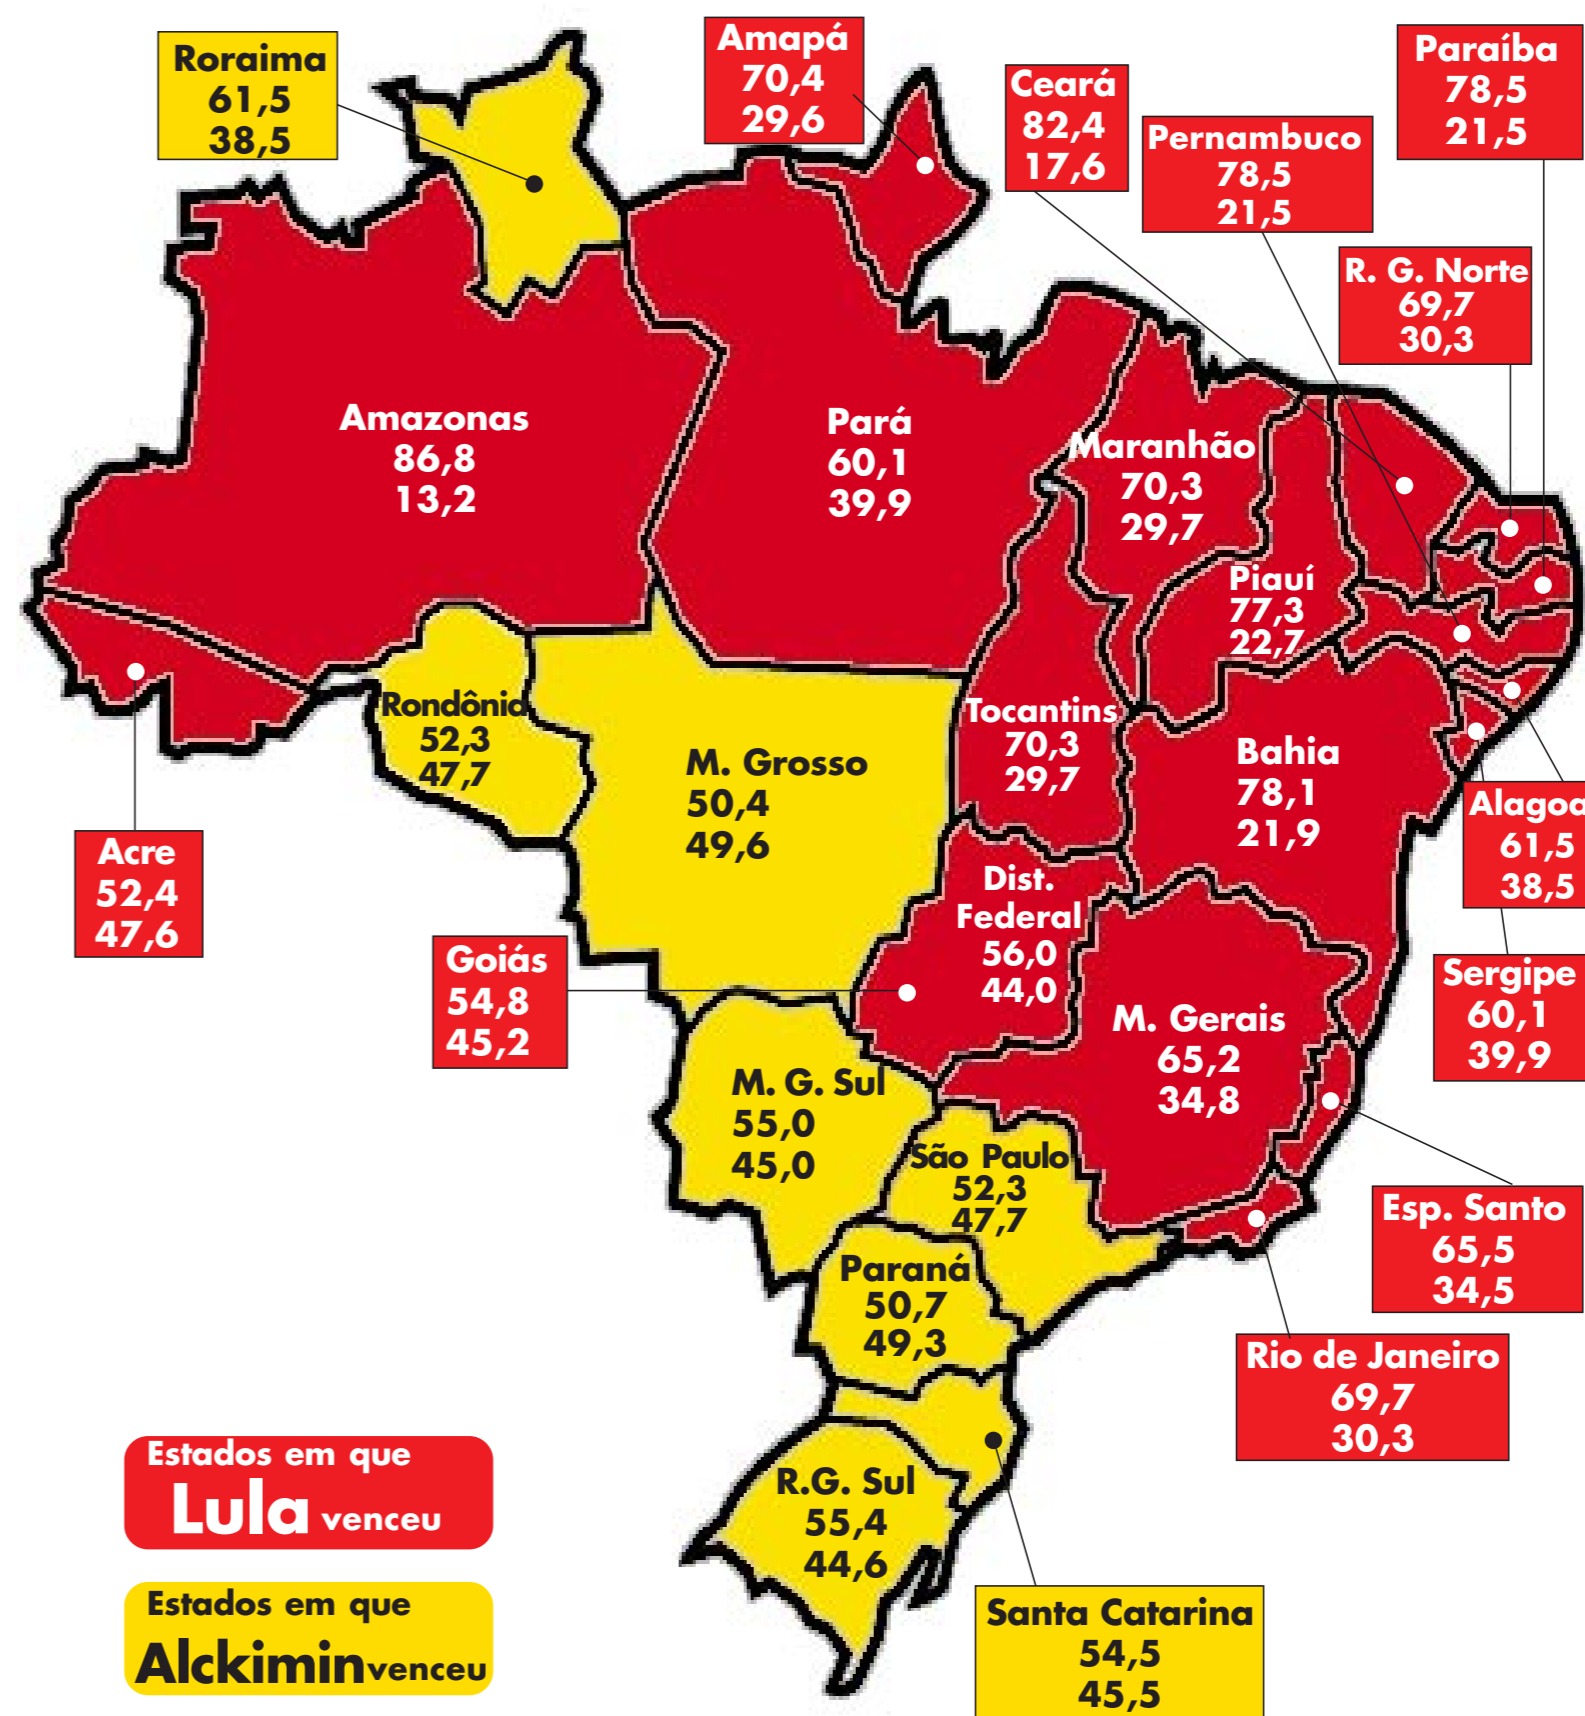 Roraima
61,5
38,5
Amapá
70,4
29,6
Ceará
82,4
17,6
Pernambuco
78,5
21,5
Paraíba
78,5
21,5
R. G. Norte
69,7
30,3
Amazonas
86,8
13,2
Pará
60,1
39,9
Maranhão
70,3
29,7
Piauí
77,3
22,7
Rondônia
52,3
47,7
M. Grosso
50,4
49,6
Tocantins
70,3
29,7
Bahia
78,1
21,9
Alagoa
61,5
38,5
Acre
52,4
47,6
Dist.
Federal
56,0
44,0
Goiás
54,8
45,2
Sergipe
60,1
39,9
M. Gerais
65,2
34,8
M. G. Sul
55,0
45,0
São Paulo
52,3
47,7
Esp. Santo
65,5
34,5
Paraná
50,7
49,3
Rio de Janeiro
69,7
30,3
R.G. Sul
55,4
44,6
Santa Catarina
54,5
45,5
Estados em que
Lula venceu
Estados em que
Alckimin venceu